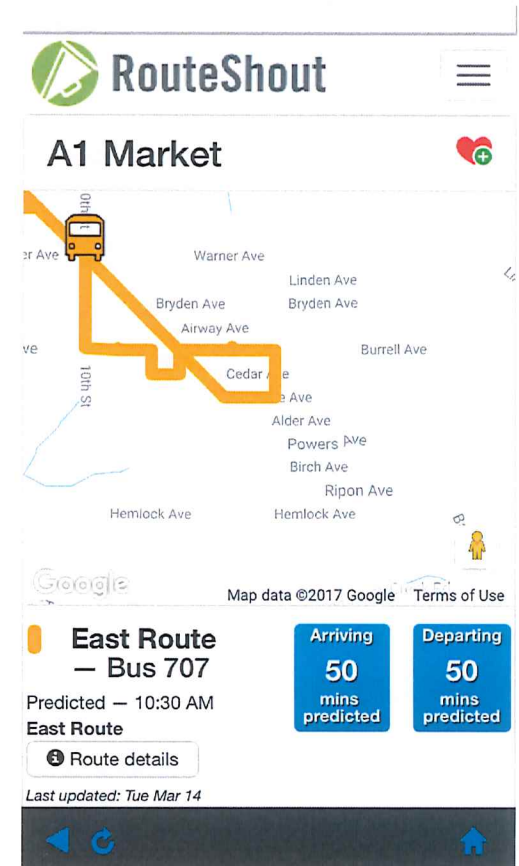 RouteShout
A1 Market
Warner Ave
Linden Ave
Bryden Ave
Bryden Ave
Airway Ave
Burrell Ave
10th St
Alder Ave
Powers Ave
Birch Ave
Ripon Ave
Hemlock Ave
Hemlock Ave
Google
Map data ©2017 Google
Terms of Use
East Route
— Bus 707
Predicted — 10:30 AM
East Route
Route details
Last updated: Tue Mar 14
Arriving
50
mins
predicted
Departing
50
mins
predicted